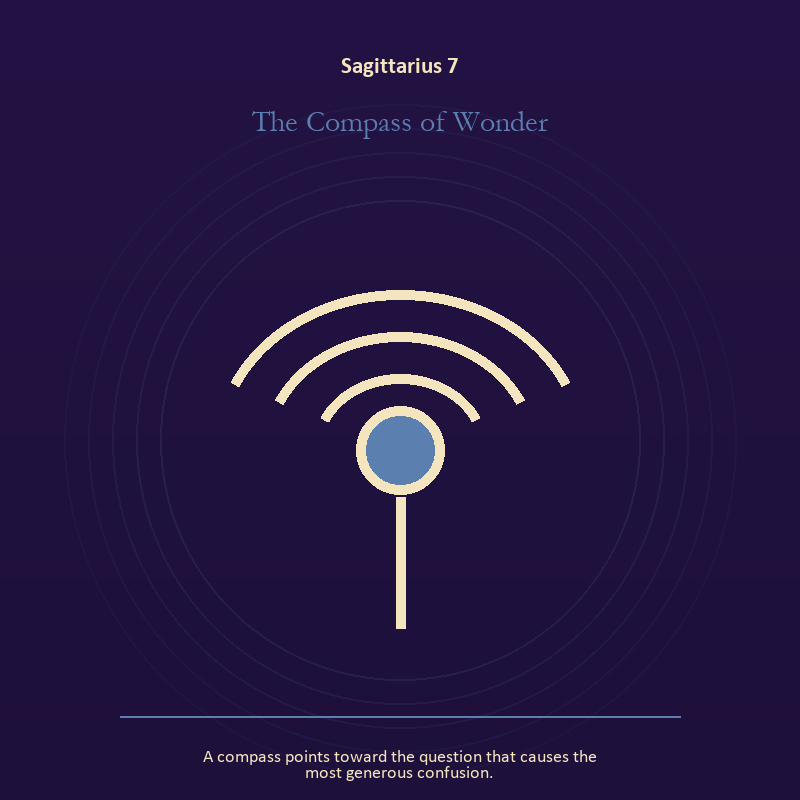 Sagittarius 7
The Compass of Wonder
A compass points toward the question that causes the
most generous confusion.